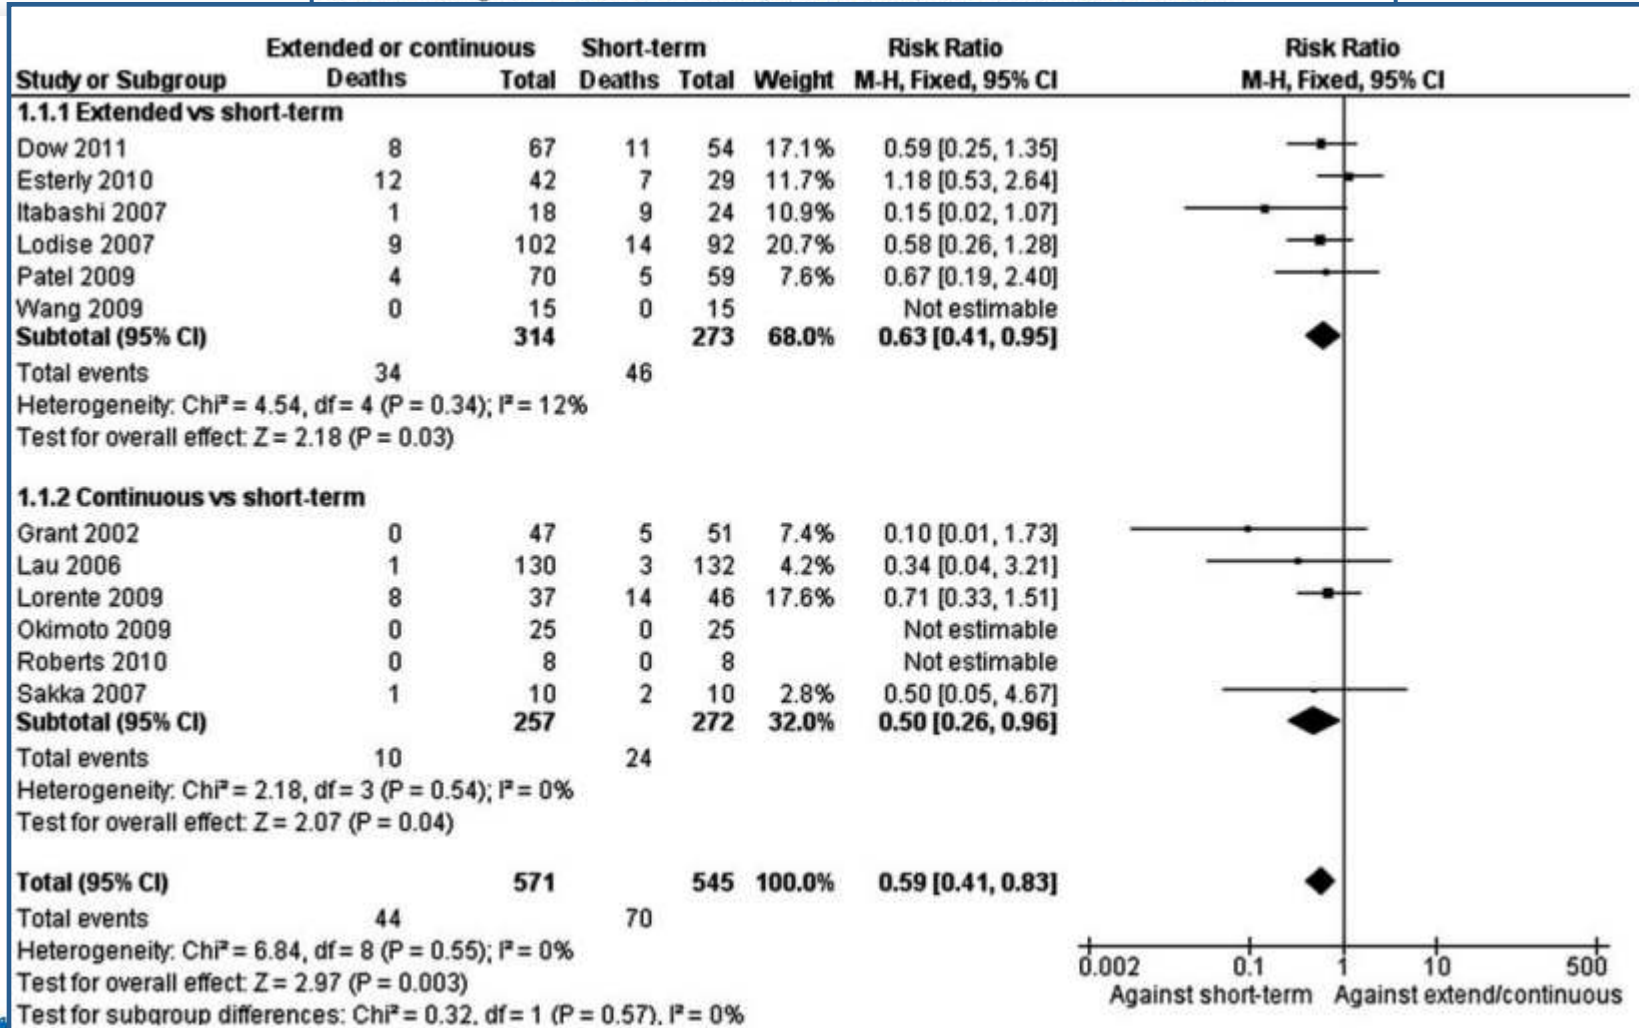 Extended or continuous Short-term Risk Ratio Risk Ratio
Study or Subgroup Deaths Total Deaths Total Weight M-H, Fixed, 95% CI M-H, Fixed, 95% CI
1.1.1 Extended vs short-term
Dow 2011 8 67 11 54 17.1% 0.59 [0.25, 1.35]
Esterly 2010 12 42 7 29 11.7% 1.18 [0.53, 2.64]
Itabashi 2007 1 18 9 24 10.9% 0.15 [0.02, 1.07]
Lodise 2007 9 102 14 92 20.7% 0.58 [0.26, 1.28]
Patel 2009 4 70 5 59 7.6% 0.67 [0.19, 2.40]
Wang 2009 0 15 0 15 Not estimable
Subtotal (95% CI) 314 273 68.0% 0.63 [0.41, 0.95]
Total events 34 46
Heterogeneity: Chi² = 4.54, df = 4 (P = 0.34); I² = 12%
Test for overall effect: Z = 2.18 (P = 0.03)
1.1.2 Continuous vs short-term
Grant 2002 0 47 5 51 7.4% 0.10 [0.01, 1.73]
Lau 2006 1 130 3 132 4.2% 0.34 [0.04, 3.21]
Lorente 2009 8 37 14 46 17.6% 0.71 [0.33, 1.51]
Okimoto 2009 0 25 0 25 Not estimable
Roberts 2010 0 8 0 8 Not estimable
Sakka 2007 1 10 2 10 2.8% 0.50 [0.05, 4.67]
Subtotal (95% CI) 257 272 32.0% 0.50 [0.26, 0.96]
Total events 10 24
Heterogeneity: Chi² = 2.18, df = 3 (P = 0.54); I² = 0%
Test for overall effect: Z = 2.07 (P = 0.04)
Total (95% CI) 571 545 100.0% 0.59 [0.41, 0.83]
Total events 44 70
Heterogeneity: Chi² = 6.84, df = 8 (P = 0.55); I² = 0%
Test for overall effect: Z = 2.97 (P = 0.003)
Test for subgroup differences: Chi² = 0.32, df = 1 (P = 0.57), I² = 0%
0.002 0.1 1 10 500
Against short-term Against extend/continuous